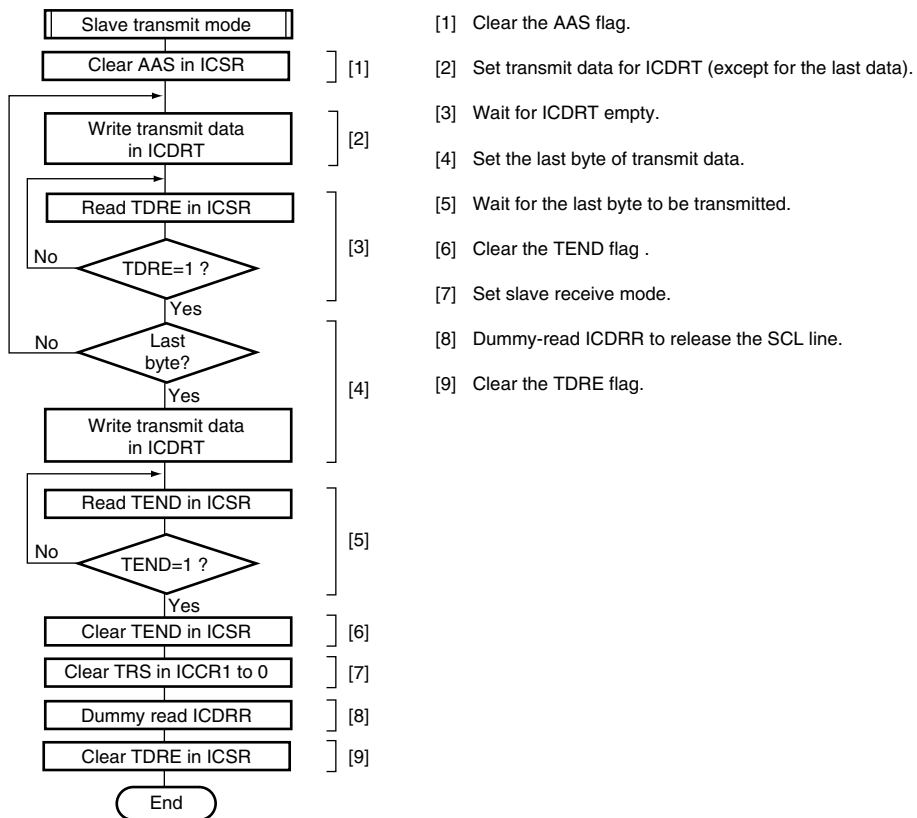 Slave transmit mode
Clear AAS in ICSR
[1]
Write transmit data
in ICDRT
[2]
Read TDRE in ICSR
No
TDRE=1 ?
[3]
Yes
No
Last
byte?
[4]
Yes
Write transmit data
in ICDRT
Read TEND in ICSR
No
TEND=1 ?
[5]
Yes
Clear TEND in ICSR
[6]
Clear TRS in ICCR1 to 0
[7]
Dummy read ICDRR
[8]
Clear TDRE in ICSR
[9]
End
[1] Clear the AAS flag.
[2] Set transmit data for ICDRT (except for the last data).
[3] Wait for ICDRT empty.
[4] Set the last byte of transmit data.
[5] Wait for the last byte to be transmitted.
[6] Clear the TEND flag .
[7] Set slave receive mode.
[8] Dummy-read ICDRR to release the SCL line.
[9] Clear the TDRE flag.